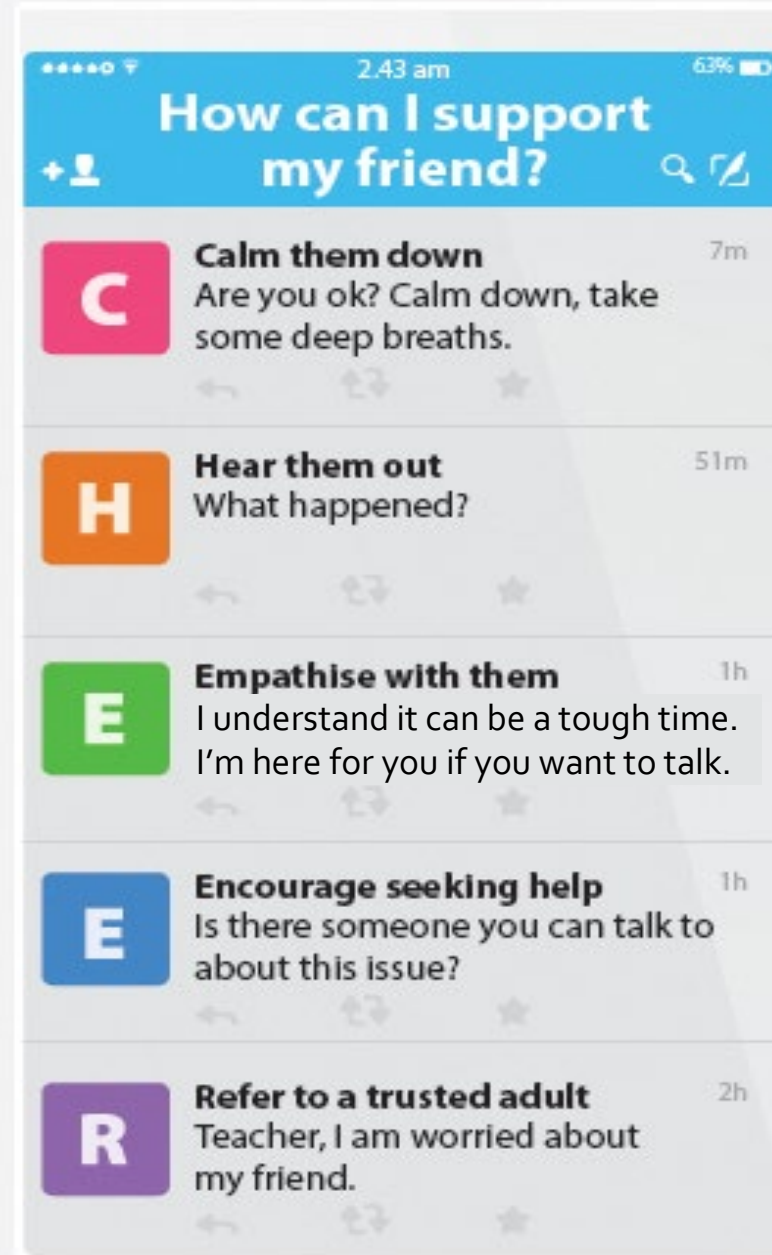 2.43 am
63%
How can I support
my friend?
C
Calm them down
7m
Are you ok? Calm down, take
some deep breaths.
H
Hear them out
51m
What happened?
E
Empathise with them
1h
I understand it can be a tough time.
I'm here for you if you want to talk.
E
Encourage seeking help
1h
Is there someone you can talk to
about this issue?
R
Refer to a trusted adult
2h
Teacher, I am worried about
my friend.